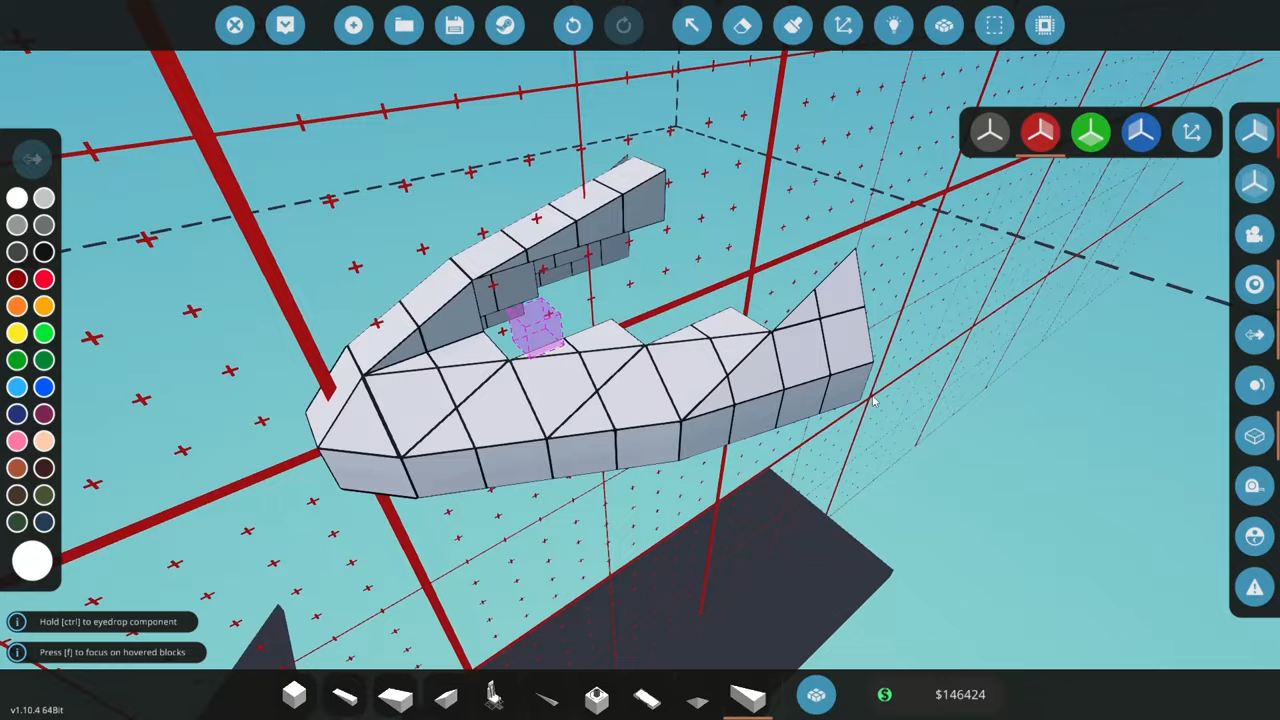 Hold [ctrl] to eyedrop component
Press [f] to focus on hovered blocks
v1.10.4 64Bit
$ $146424